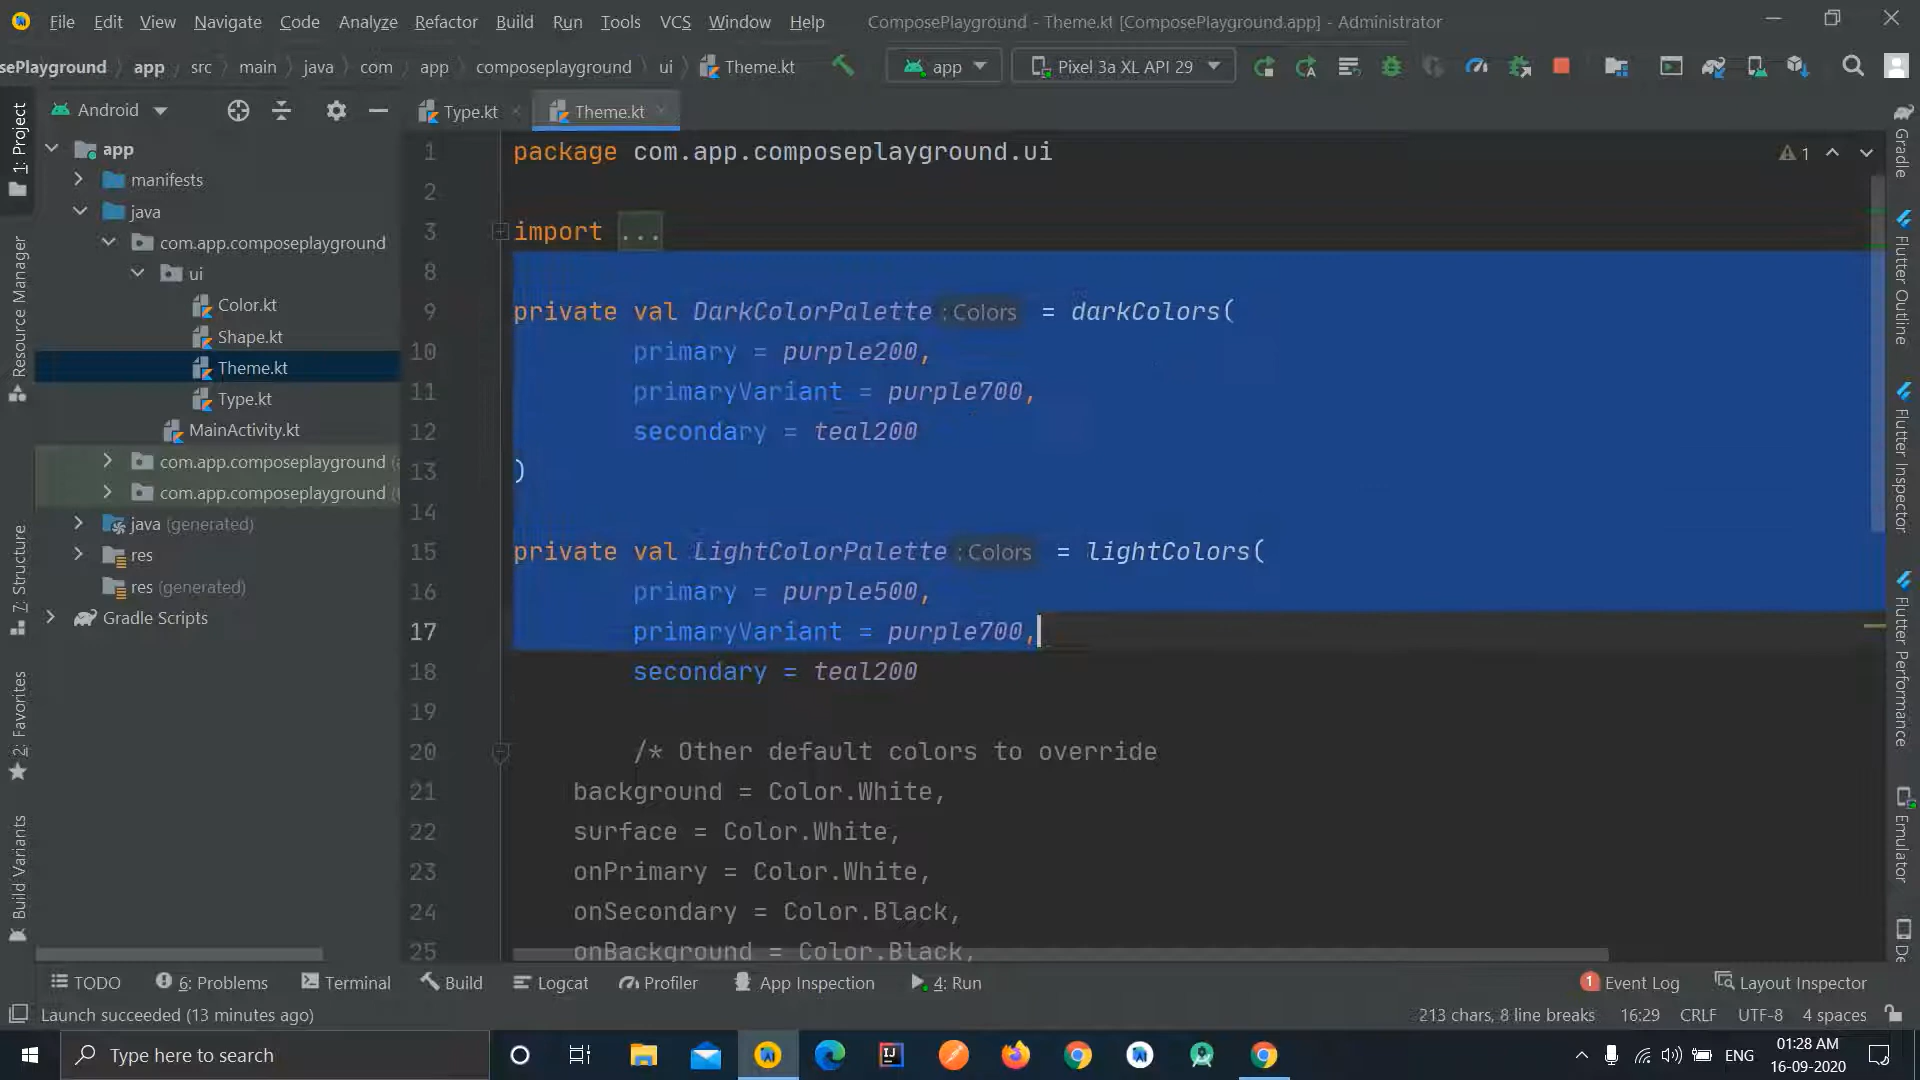 File Edit View Navigate Code Analyze Refactor Build Run Tools VCS Window Help ComposePlayground - Theme.kt [ComposePlayground.app] - Administrator
sePlayground app src main java com app composeplayground ui Theme.kt app Pixel 3a XL API 29
Android Type.kt Theme.kt
1: Project
Resource Manager
7: Structure
2: Favorites
Build Variants
app
manifests
java
com.app.composeplayground
ui
Color.kt
Shape.kt
Theme.kt
Type.kt
MainActivity.kt
com.app.composeplayground
com.app.composeplayground
java (generated)
res
res (generated)
Gradle Scripts
1 package com.app.composeplayground.ui
1
2
3 import ...
8
9 private val DarkColorPalette : Colors = darkColors(
10 primary = purple200,
11 primaryVariant = purple700,
12 secondary = teal200
13 )
14
15 private val LightColorPalette : Colors = lightColors(
16 primary = purple500,
17 primaryVariant = purple700,
18 secondary = teal200
19
20 /* Other default colors to override
21 background = Color.White,
22 surface = Color.White,
23 onPrimary = Color.White,
24 onSecondary = Color.Black,
25 onBackground = Color.Black,
Gradle
Flutter Outline
Flutter Inspector
Flutter Performance
Emulator
TODO 6: Problems Terminal Build Logcat Profiler App Inspection 4: Run 1 Event Log Layout Inspector
Launch succeeded (13 minutes ago) 213 chars, 8 line breaks 16:29 CRLF UTF-8 4 spaces
Type here to search ENG 01:28 AM
16-09-2020